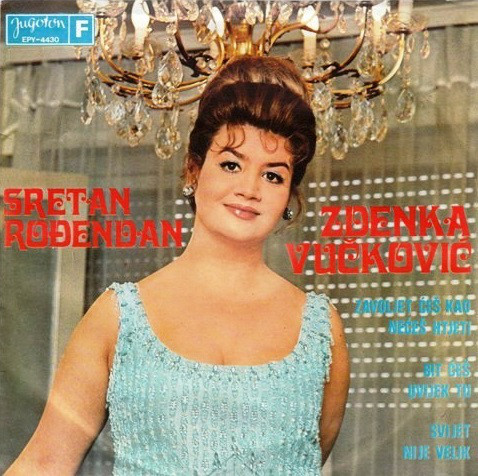 Jugoton F
EPY-4430
SRETAN
ROĐENDAN
ZDENKA
VUČKOVIĆ
ZAVOLJET ĆEŠ KAD
NEĆEŠ HTJETI
BIT ĆEŠ
UVIJEK TU
SVIJET
NIJE VELIK